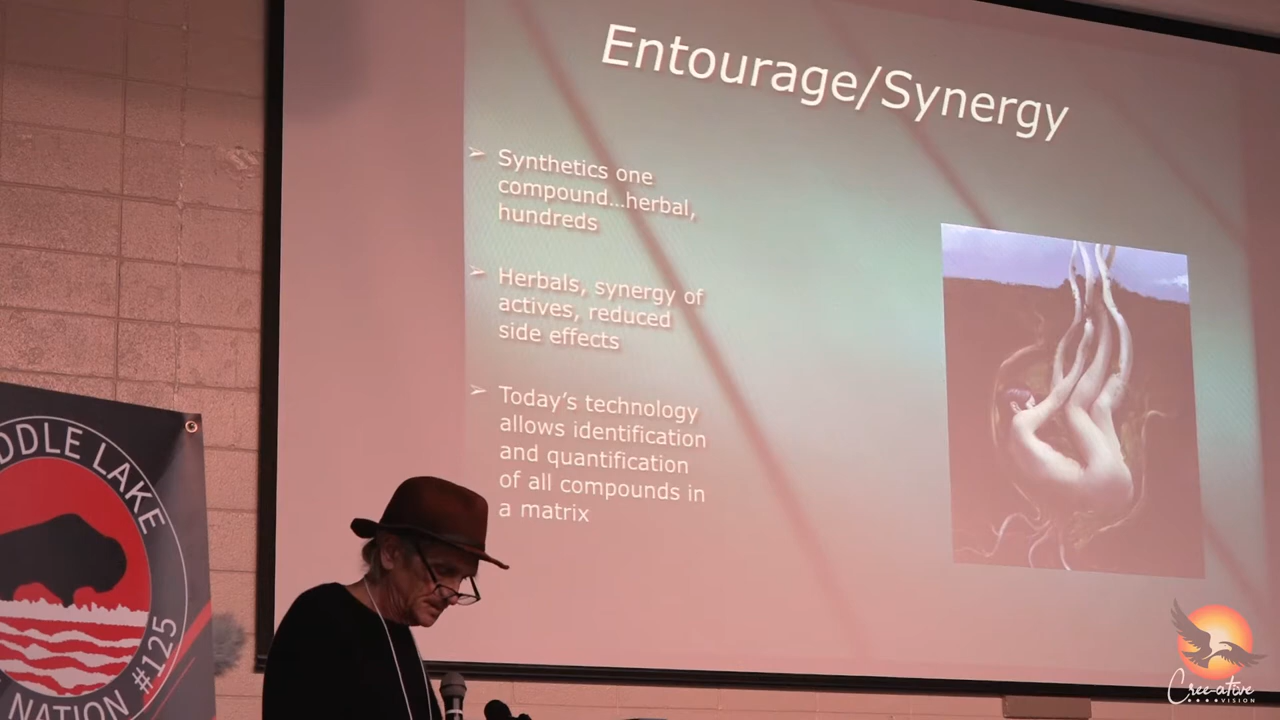 Entourage/Synergy
➢ Synthetics one
compound...herbal,
hundreds
➢ Herbals, synergy of
actives, reduced
side effects
➢ Today's technology
allows identification
and quantification
of all compounds in
a matrix
DDLE LAKE
NATION #125
Cree-ative
VISION